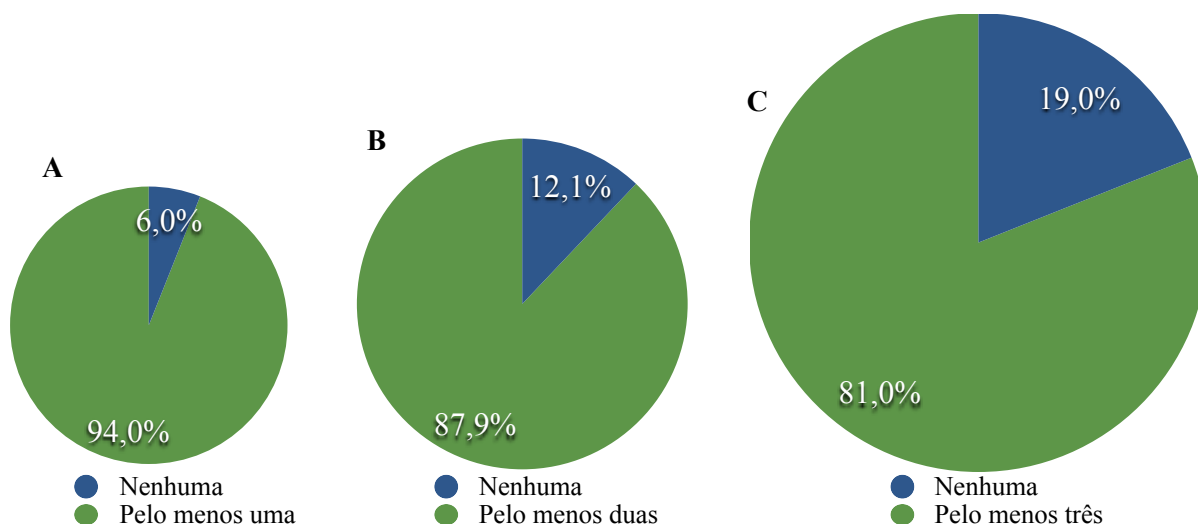 A
6,0%
94,0%
Nenhuma
Pelo menos uma
B
12,1%
87,9%
Nenhuma
Pelo menos duas
C
19,0%
81,0%
Nenhuma
Pelo menos três